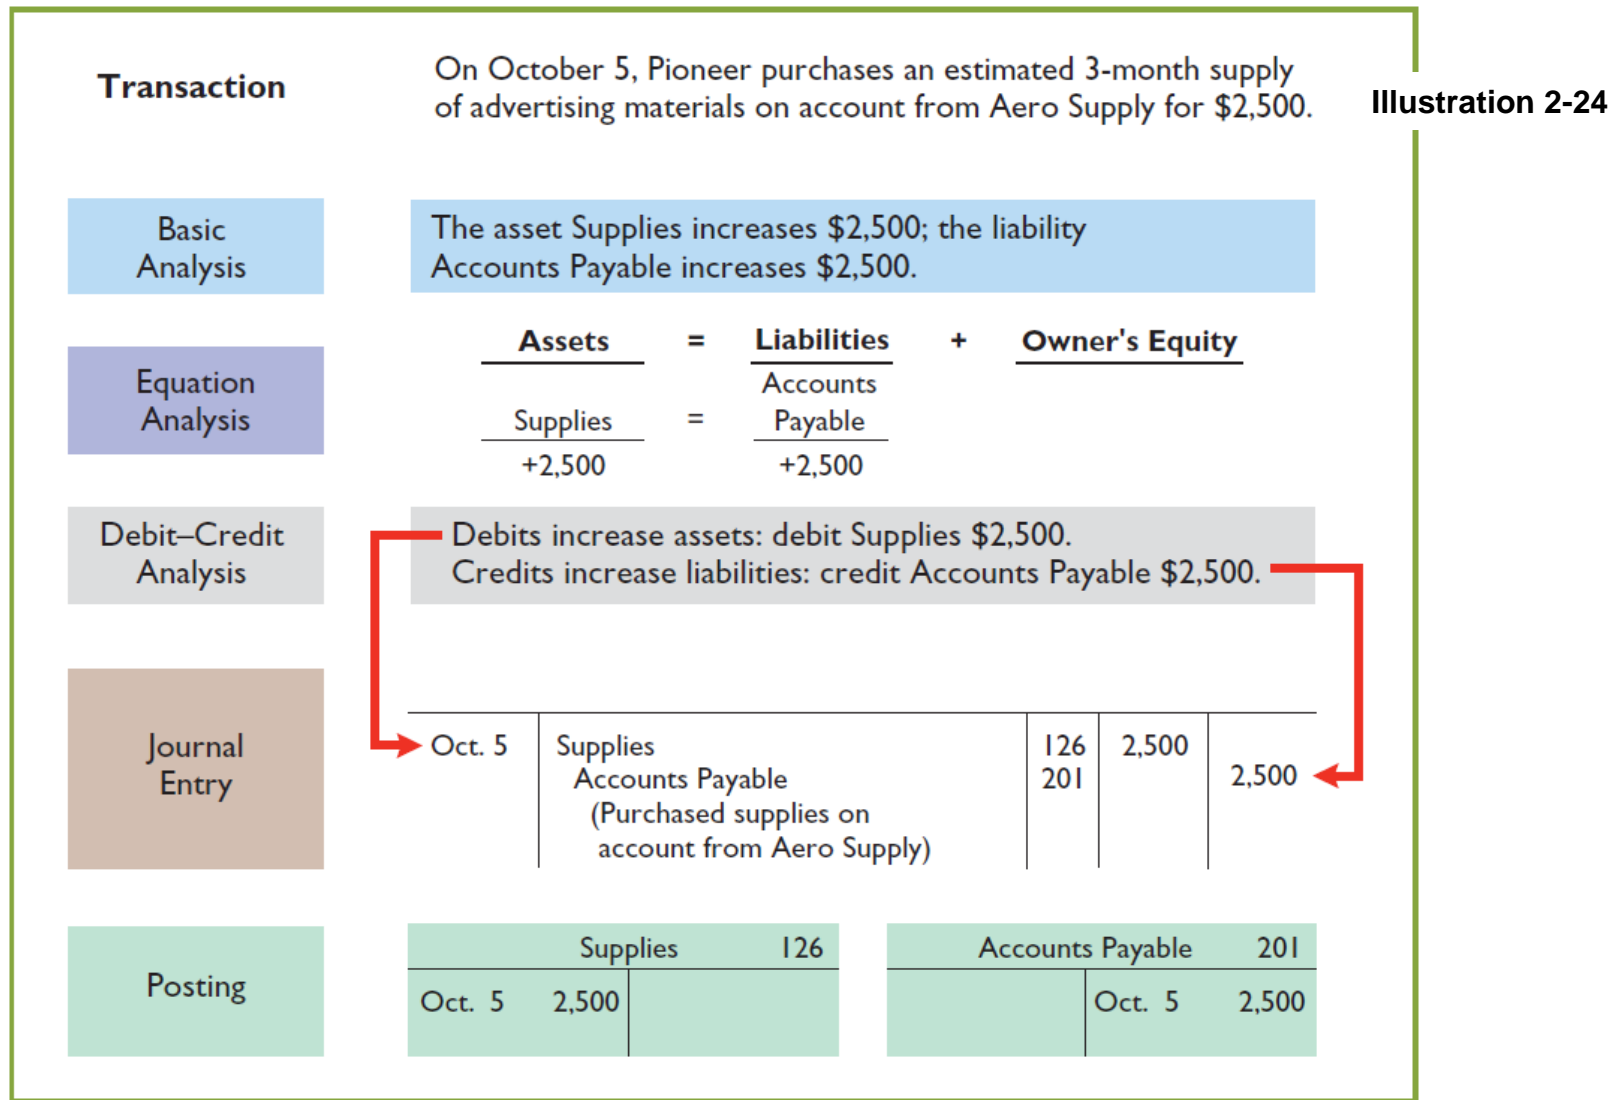 Transaction
On October 5, Pioneer purchases an estimated 3-month supply
of advertising materials on account from Aero Supply for $2,500.
Illustration 2-24
Basic
Analysis
The asset Supplies increases $2,500; the liability
Accounts Payable increases $2,500.
Equation
Analysis
Assets = Liabilities + Owner's Equity
Accounts
Supplies = Payable
+2,500 +2,500
Debit–Credit
Analysis
Debits increase assets: debit Supplies $2,500.
Credits increase liabilities: credit Accounts Payable $2,500.
Journal
Entry
Oct. 5 Supplies 126 2,500
Accounts Payable 201 2,500
(Purchased supplies on
account from Aero Supply)
Posting
Supplies 126
Oct. 5 2,500
Accounts Payable 201
Oct. 5 2,500